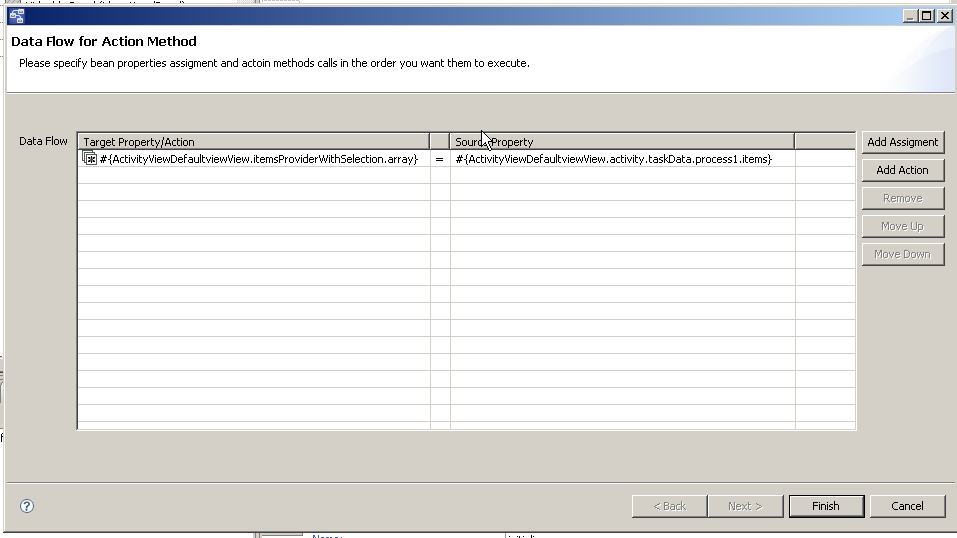 Data Flow for Action Method
Please specify bean properties assigment and actoin methods calls in the order you want them to execute.
Data Flow
Target Property/Action
Property
#{ActivityViewDefaultviewView.itemsProviderWithSelection.array}
=
#{ActivityViewDefaultviewView.activity.taskData.process1.items}
Add Assigment
Add Action
Remove
Move Up
Move Down
?
< Back
Next >
Finish
Cancel